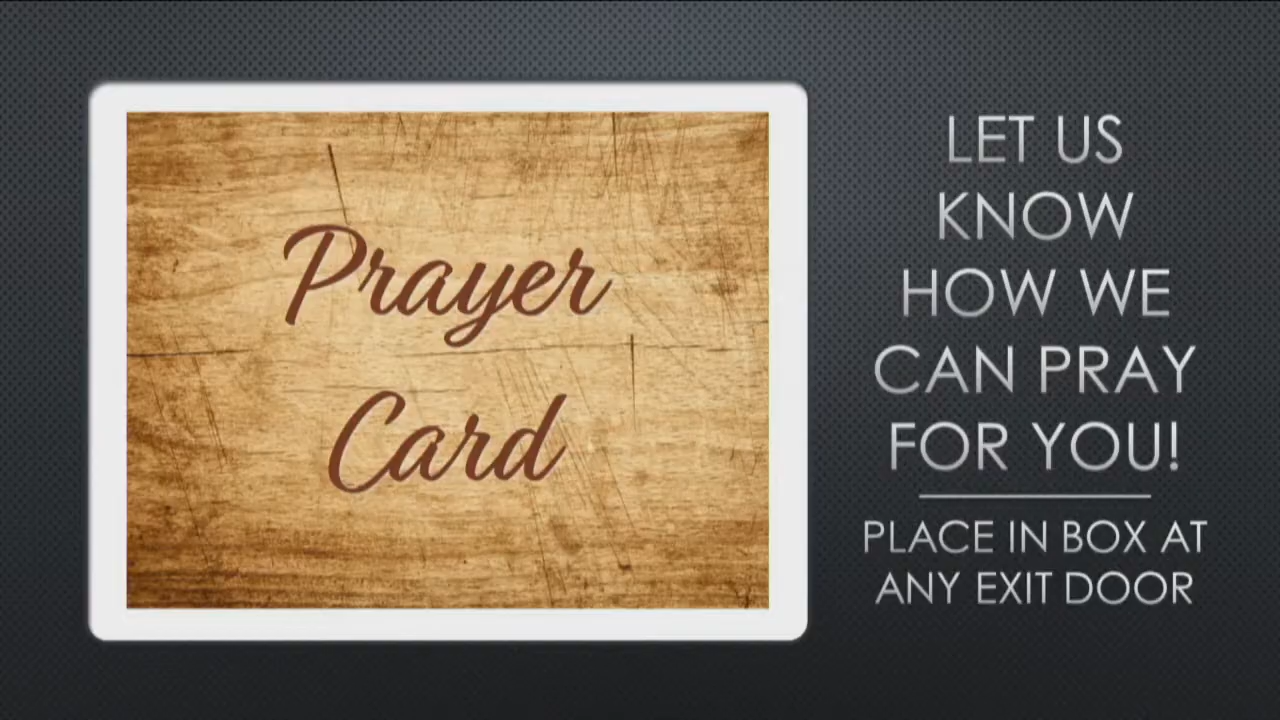 Prayer
Card
LET US
KNOW
HOW WE
CAN PRAY
FOR YOU!
PLACE IN BOX AT
ANY EXIT DOOR